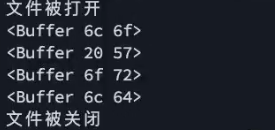 文件被打开
<Buffer 6c 6f>
<Buffer 20 57>
<Buffer 6f 72>
<Buffer 6c 64>
文件被关闭